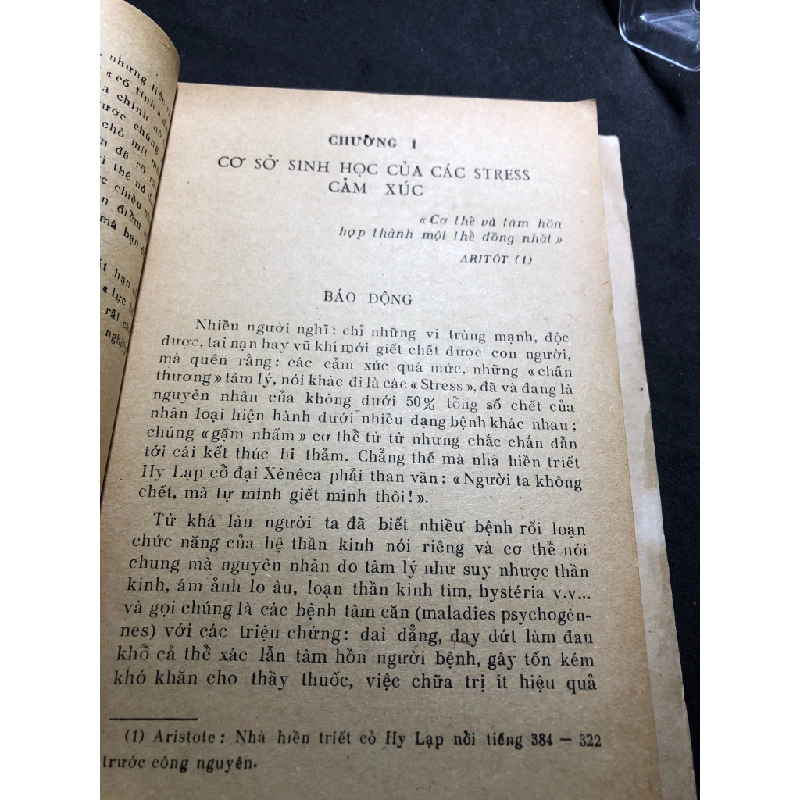 nhưng
« cố tình »
chính
ước chúng
chỗ
CHƯƠNG I
CƠ SỞ SINH HỌC CỦA CÁC STRESS
CẢM XÚC
« Cơ thể và tâm hồn
hợp thành một thể đồng nhất »
ARITÔT (1)
BÁO ĐỘNG
Nhiều người nghĩ : chỉ những vi trùng mạnh, độc
dược, tai nạn hay vũ khí mới giết chết được con người,
mà quên rằng : các cảm xúc quá mức, những « chấn
thương » tâm lý, nói khác đi là các « Stress », đã và đang là
nguyên nhân của không dưới 50% tổng số chết của
nhân loại hiện hành dưới nhiều dạng bệnh khác nhau ;
chúng « gặm nhấm » cơ thể từ từ nhưng chắc chắn dẫn
tới cái kết thúc bi thảm. Chẳng thế mà nhà hiền triết
Hy Lạp cổ đại Xênêca phải than vãn : « Người ta không
chết, mà tự mình giết mình thôi ! ».
Từ khá lâu người ta đã biết nhiều bệnh rối loạn
chức năng của hệ thần kinh nói riêng và cơ thể nói
chung mà nguyên nhân do tâm lý như suy nhược thần
kinh, ám ảnh lo âu, loạn thần kinh tim, hystéria v.v...
và gọi chúng là các bệnh tâm căn (maladies psychogèn-
nes) với các triệu chứng : dai dẳng, day dứt làm đau
khổ cả thể xác lẫn tâm hồn người bệnh, gây tốn kém
khó khăn cho thầy thuốc, việc chữa trị ít hiệu quả
(1) Aristote : Nhà hiền triết cổ Hy Lạp nổi tiếng 384 — 322
trước công nguyên.